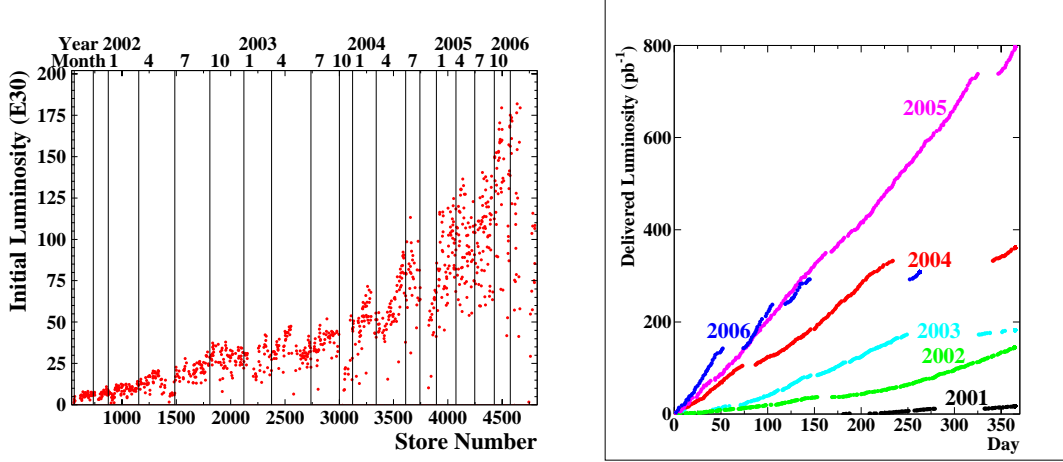 Year 2002 2003 2004 2005 2006
Month 1 4 7 10 1 4 7 10 1 4 7 1 4 7 10
200
175
150
125
100
75
50
25
0
Initial Luminosity (E30)
1000 1500 2000 2500 3000 3500 4000 4500
Store Number
800
600
400
200
0
Delivered Luminosity (pb-1)
2005
2004
2006
2003
2002
2001
0 50 100 150 200 250 300 350
Day